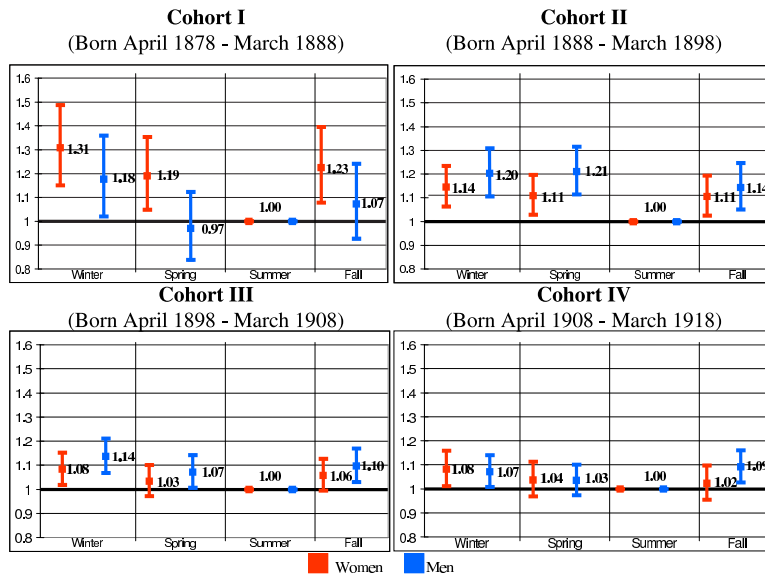 Cohort I
(Born April 1878 - March 1888)
1.6
1.5
1.4
1.3
1.2
1.1
1
0.9
0.8
1.31
1.18
1.19
0.97
1.00
1.23
1.07
Winter
Spring
Summer
Fall
Cohort II
(Born April 1888 - March 1898)
1.6
1.5
1.4
1.3
1.2
1.1
1
0.9
0.8
1.14
1.20
1.11
1.21
1.00
1.11
1.14
Winter
Spring
Summer
Fall
Cohort III
(Born April 1898 - March 1908)
1.6
1.5
1.4
1.3
1.2
1.1
1
0.9
0.8
1.08
1.14
1.03
1.07
1.00
1.06
1.10
Winter
Spring
Summer
Fall
Cohort IV
(Born April 1908 - March 1918)
1.6
1.5
1.4
1.3
1.2
1.1
1
0.9
0.8
1.08
1.07
1.04
1.03
1.00
1.02
1.09
Winter
Spring
Summer
Fall
Women
Men